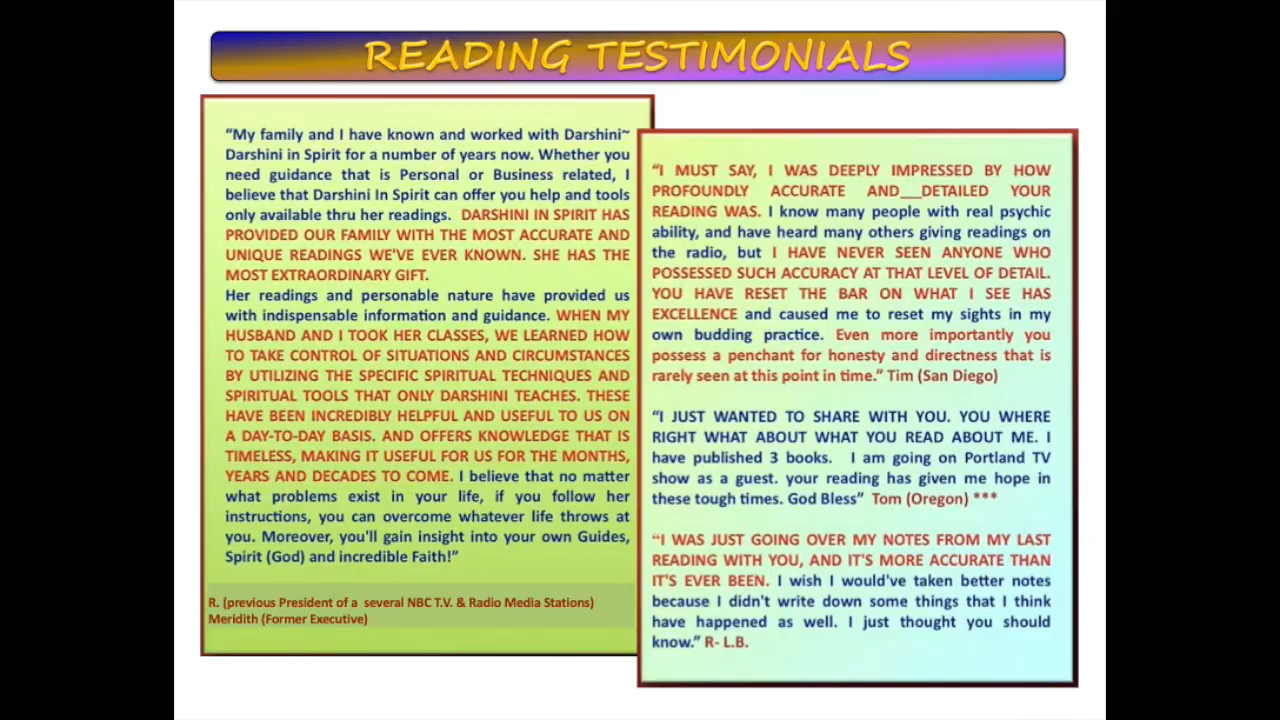 READING TESTIMONIALS
“My family and I have known and worked with Darshini~
Darshini in Spirit for a number of years now. Whether you
need guidance that is Personal or Business related, I
believe that Darshini In Spirit can offer you help and tools
only available thru her readings. DARSHINI IN SPIRIT HAS
PROVIDED OUR FAMILY WITH THE MOST ACCURATE AND
UNIQUE READINGS WE'VE EVER KNOWN. SHE HAS THE
MOST EXTRAORDINARY GIFT.
Her readings and personable nature have provided us
with indispensable information and guidance. WHEN MY
HUSBAND AND I TOOK HER CLASSES, WE LEARNED HOW
TO TAKE CONTROL OF SITUATIONS AND CIRCUMSTANCES
BY UTILIZING THE SPECIFIC SPIRITUAL TECHNIQUES AND
SPIRITUAL TOOLS THAT ONLY DARSHINI TEACHES. THESE
HAVE BEEN INCREDIBLY HELPFUL AND USEFUL TO US ON
A DAY-TO-DAY BASIS. AND OFFERS KNOWLEDGE THAT IS
TIMELESS, MAKING IT USEFUL FOR US FOR THE MONTHS,
YEARS AND DECADES TO COME. I believe that no matter
what problems exist in your life, if you follow her
instructions, you can overcome whatever life throws at
you. Moreover, you'll gain insight into your own Guides,
Spirit (God) and incredible Faith!”
R. (previous President of a several NBC T.V. & Radio Media Stations)
Meridith (Former Executive)
“I MUST SAY, I WAS DEEPLY IMPRESSED BY HOW
PROFOUNDLY ACCURATE AND__DETAILED YOUR
READING WAS. I know many people with real psychic
ability, and have heard many others giving readings on
the radio, but I HAVE NEVER SEEN ANYONE WHO
POSSESSED SUCH ACCURACY AT THAT LEVEL OF DETAIL.
YOU HAVE RESET THE BAR ON WHAT I SEE HAS
EXCELLENCE and caused me to reset my sights in my
own budding practice. Even more importantly you
possess a penchant for honesty and directness that is
rarely seen at this point in time.” Tim (San Diego)
“I JUST WANTED TO SHARE WITH YOU. YOU WHERE
RIGHT WHAT ABOUT WHAT YOU READ ABOUT ME. I
have published 3 books. I am going on Portland TV
show as a guest. your reading has given me hope in
these tough times. God Bless” Tom (Oregon) ***
“I WAS JUST GOING OVER MY NOTES FROM MY LAST
READING WITH YOU, AND IT'S MORE ACCURATE THAN
IT'S EVER BEEN. I wish I would've taken better notes
because I didn't write down some things that I think
have happened as well. I just thought you should
know.” R- L.B.